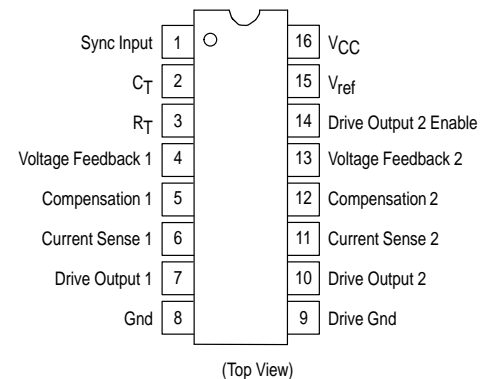 Sync Input 1 16 VCC
CT 2 15 Vref
RT 3 14 Drive Output 2 Enable
Voltage Feedback 1 4 13 Voltage Feedback 2
Compensation 1 5 12 Compensation 2
Current Sense 1 6 11 Current Sense 2
Drive Output 1 7 10 Drive Output 2
Gnd 8 9 Drive Gnd
(Top View)